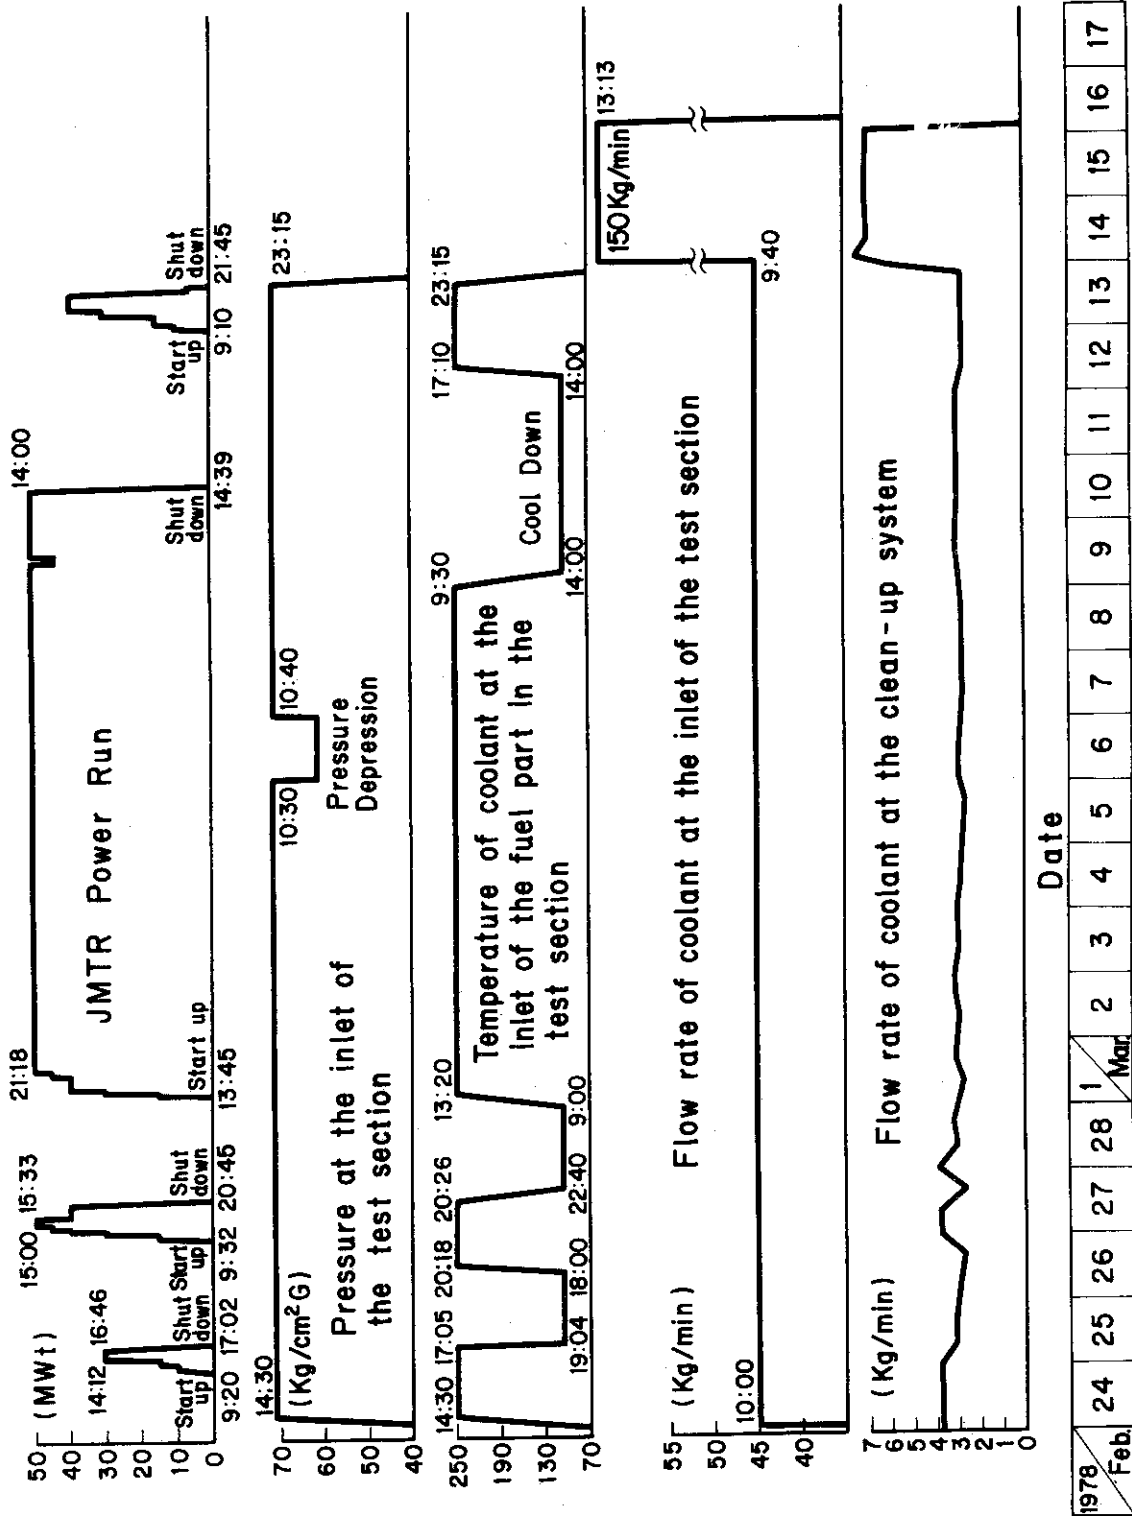 (MWt)
50
40
30
20
10
0
14:12 16:46
15:00 15:33
21:18
14:00
JMTR Power Run
Start
up
Shut
down
Start
up
Shut
down
Start up
Shut
down
Start
up
Shut
down
9:20 17:02 9:32 20:45 13:45 14:39 9:10 21:45
14:30
(Kg/cm² G)
70
60
50
40
Pressure at the inlet of
the test section
10:30 10:40
Pressure
Depression
23:15
14:30 17:05 20:18 20:26 13:20 9:30 17:10 23:15
250
190
130
70
Temperature of coolant at the
inlet of the fuel part in the
test section
Cool Down
19:04 18:00 22:40 9:00 14:00 14:00
(Kg/min)
55
65
45
35
10:00
Flow rate of coolant at the inlet of the test section
150Kg/min
13:13
9:40
(Kg/min)
7
5
4
3
2
1
0
Flow rate of coolant at the clean-up system
Date
1978 Feb. 24 25 26 27 28 1 Mar. 2 3 4 5 6 7 8 9 10 11 12 13 14 15 16 17